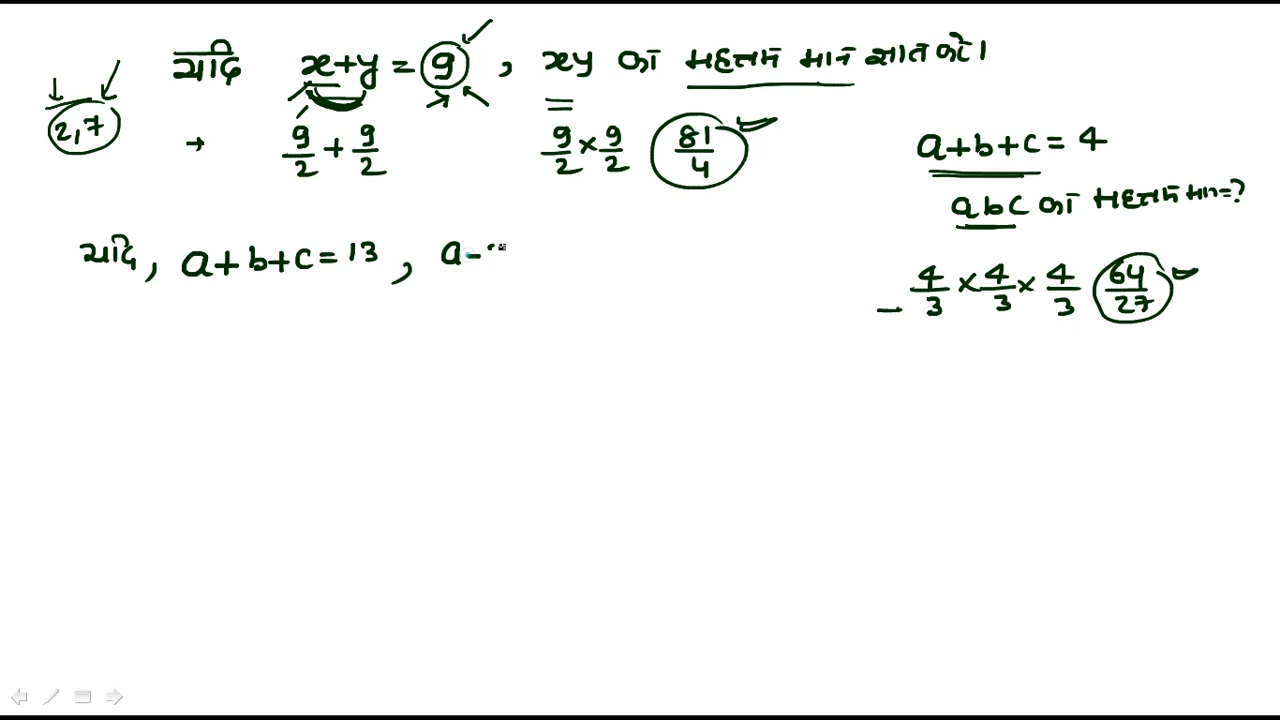 यदि x+y = 9 , xy का महत्तम मान ज्ञात करो।
2,7
→ 9/2 + 9/2 9/2 × 9/2 81/4
a+b+c = 4
abc का महत्तम मान=?
यदि, a+b+c = 13 , a-
- 4/3 × 4/3 × 4/3 64/27